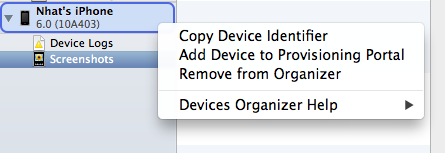 Nhat's iPhone
6.0 (10A403)
Device Logs
Screenshots
Copy Device Identifier
Add Device to Provisioning Portal
Remove from Organizer
Devices Organizer Help